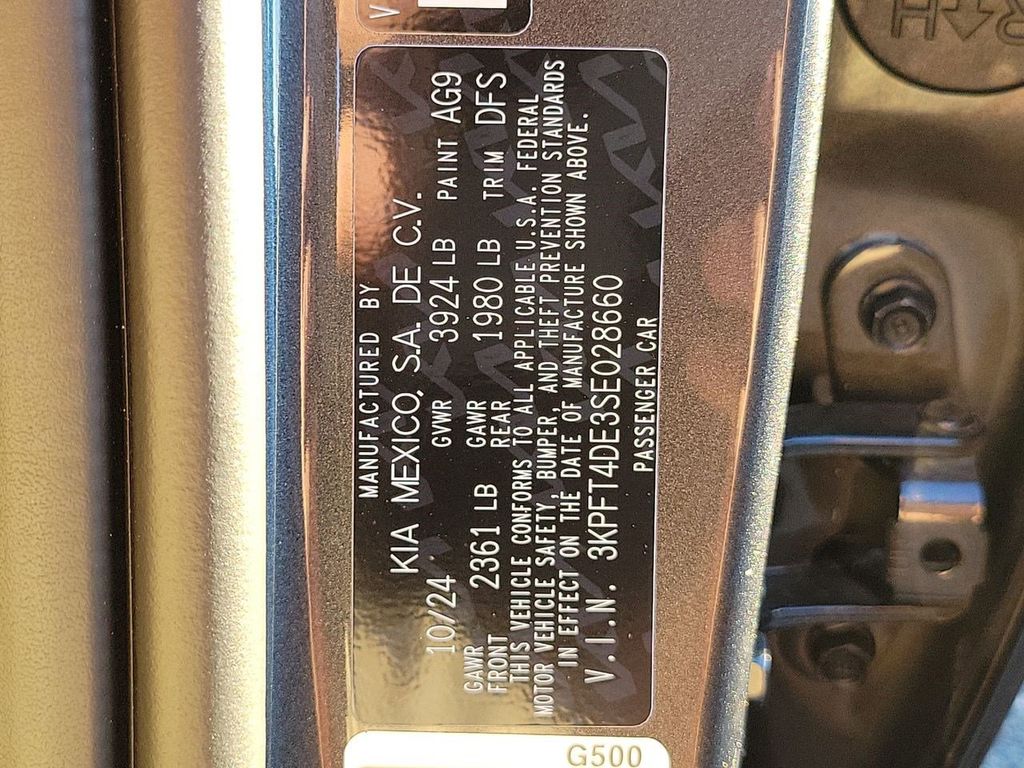 MANUFACTURED BY
KIA MEXICO, S.A. DE C.V.
10/24 GVWR 3924 LB PAINT AG9
GAWR FRONT 2361 LB GAWR REAR 1980 LB TRIM DFS
THIS VEHICLE CONFORMS TO ALL APPLICABLE U.S.A. FEDERAL
MOTOR VEHICLE SAFETY, BUMPER, AND THEFT PREVENTION STANDARDS
IN EFFECT ON THE DATE OF MANUFACTURE SHOWN ABOVE.
V.I.N. 3KPFT4DE3SE028660
PASSENGER CAR
G500
V
R
H